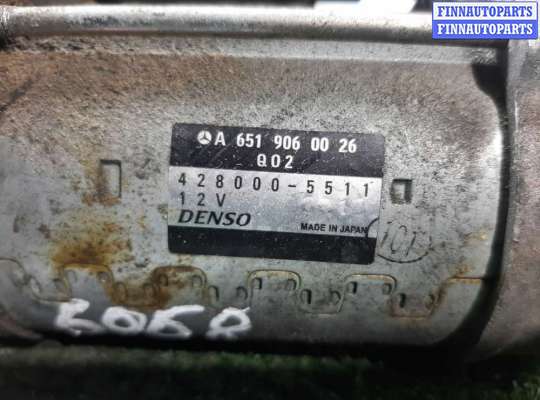 FINNAUTOPARTS
FINNAUTOPARTS
A 651 906 00 26
Q02
428000-5511
12V
DENSO
MADE IN JAPAN